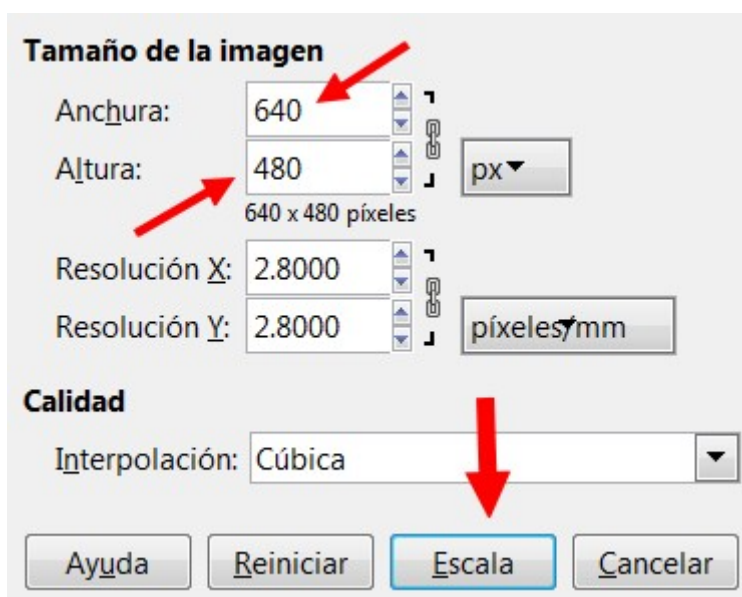 Tamaño de la imagen
Anchura: 640
Altura: 480 px
640 x 480 píxeles
Resolución X: 2.8000
Resolución Y: 2.8000 píxeles/mm
Calidad
Interpolación: Cúbica
Ayuda Reiniciar Escala Cancelar